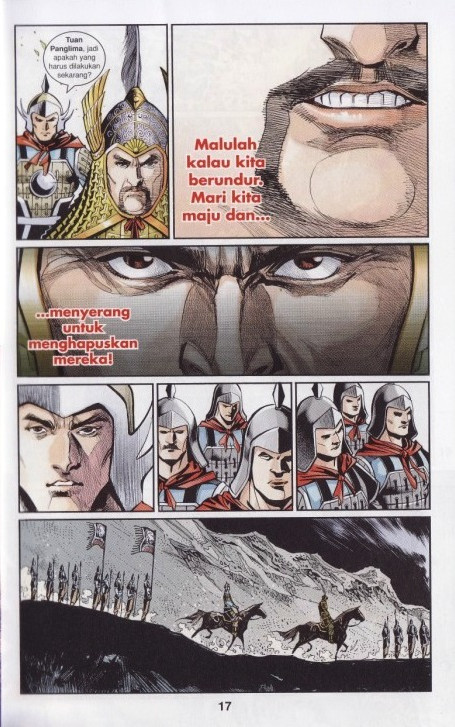 Tuan
Panglima, jadi
apakah yang
harus dilakukan
sekarang?
Malulah
kalau kita
berundur.
Mari kita
maju dan...
...menyerang
untuk
menghapuskan
mereka!
17